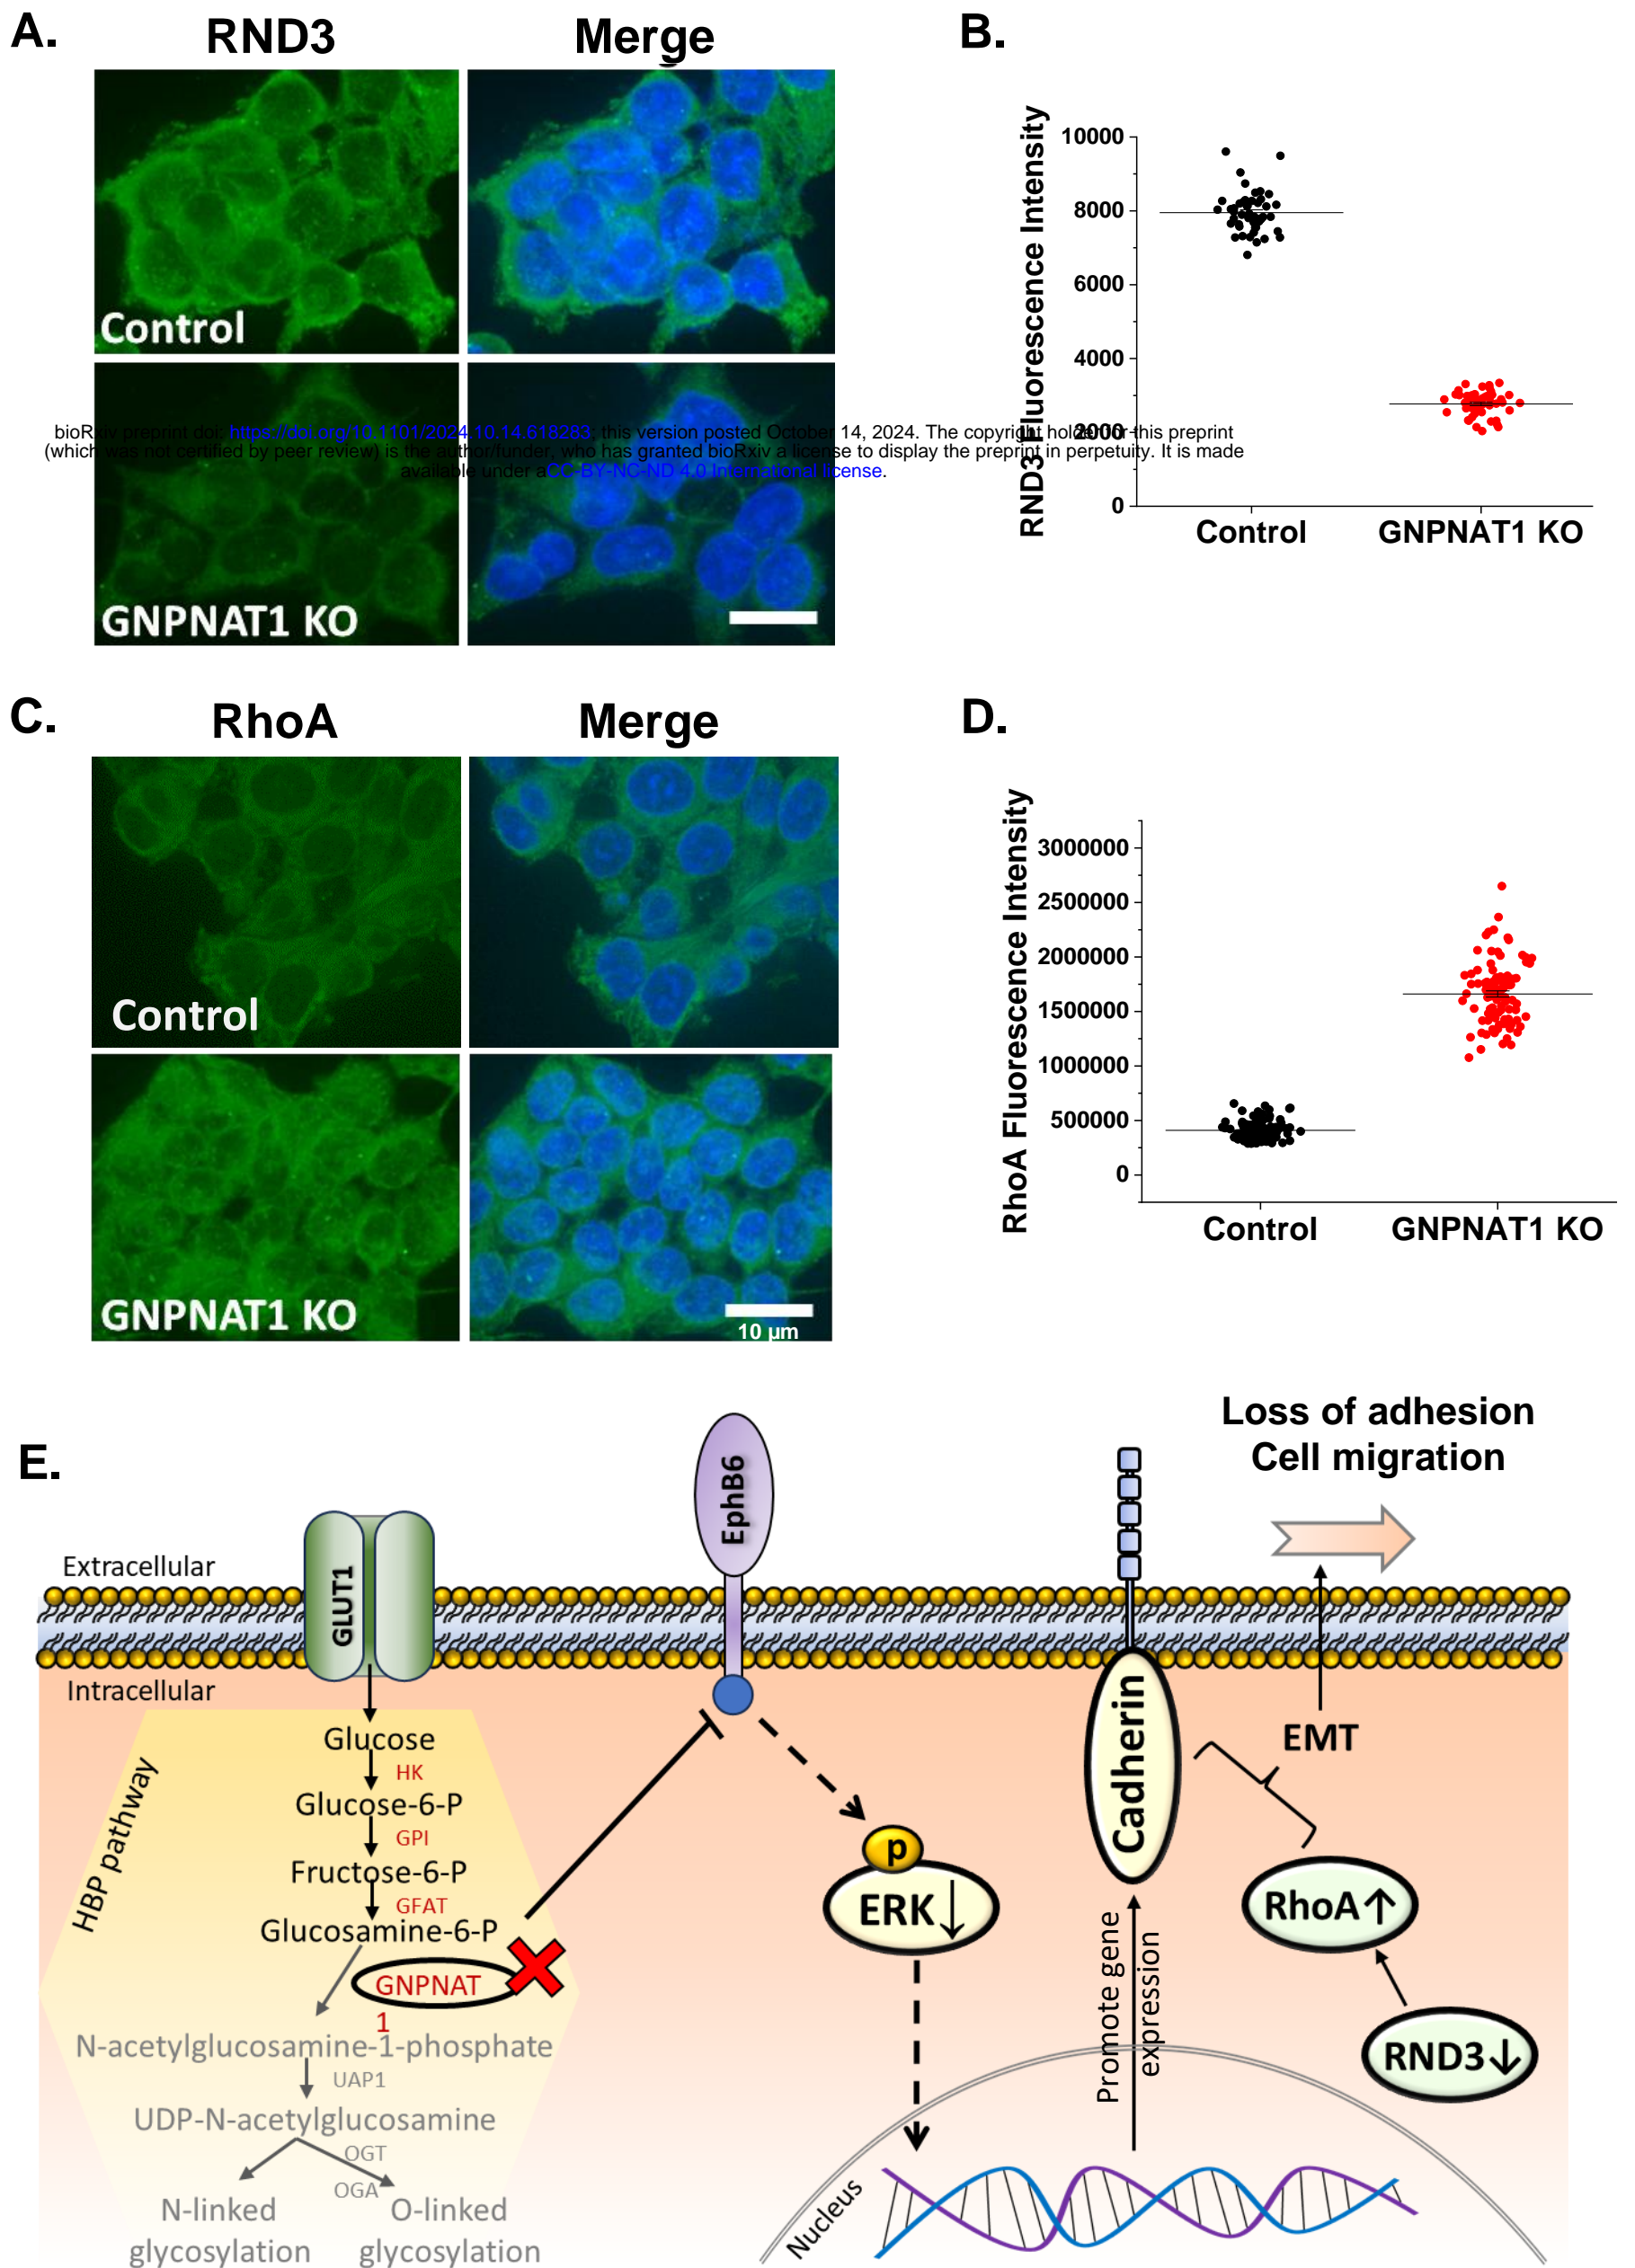 A.
RND3
Merge
Control
GNPNAT1 KO
B.
RND3 Fluorescence Intensity
10000
8000
6000
4000
2000
0
Control
GNPNAT1 KO
bioRxiv preprint doi: https://doi.org/10.1101/2024.10.14.618283; this version posted October 14, 2024. The copyright holder for this preprint
(which was not certified by peer review) is the author/funder, who has granted bioRxiv a license to display the preprint in perpetuity. It is made
available under aCC-BY-NC-ND 4.0 International license.
C.
RhoA
Merge
Control
GNPNAT1 KO
10 µm
D.
RhoA Fluorescence Intensity
3000000
2500000
2000000
1500000
1000000
500000
0
Control
GNPNAT1 KO
E.
Loss of adhesion
Cell migration
Extracellular
Intracellular
GLUT1
EphB6
Cadherin
HBP pathway
Glucose
HK
Glucose-6-P
GPI
Fructose-6-P
GFAT
Glucosamine-6-P
GNPNAT
1
N-acetylglucosamine-1-phosphate
UAP1
UDP-N-acetylglucosamine
OGT
OGA
N-linked
glycosylation
O-linked
glycosylation
p
ERK↓
Promote gene
expression
EMT
RhoA↑
RND3↓
Nucleus